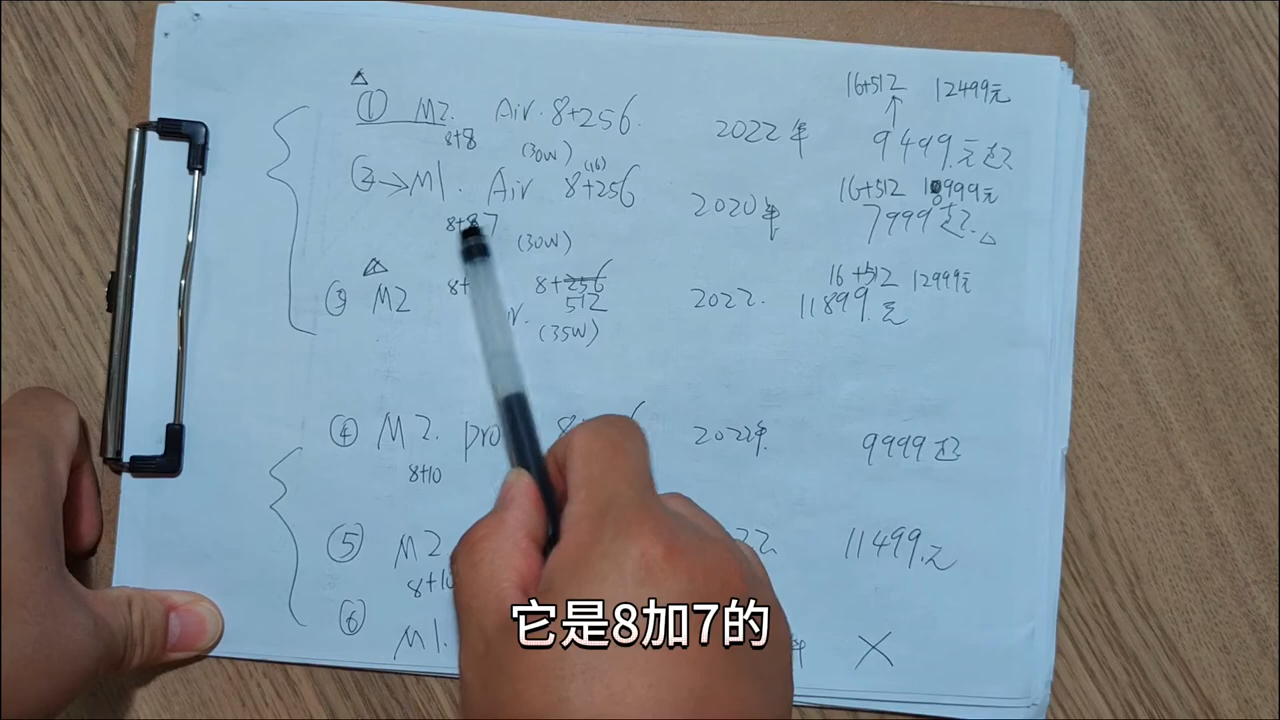 16+512 12499元
① M2. Air. 8+256. 2022年 9499.元起
8+8 (30W) (16)
②→M1. Air 8+256 2020年 16+512 10999元
7999起.
8+87 (30W)
③ M2 8+256 2022. 16+512 12999元
512 11899.元
(35W)
④ M2. pro 2022年. 9999起
8+10
⑤ M2 11499.元
8+10
⑥ M1.
它是8加7的